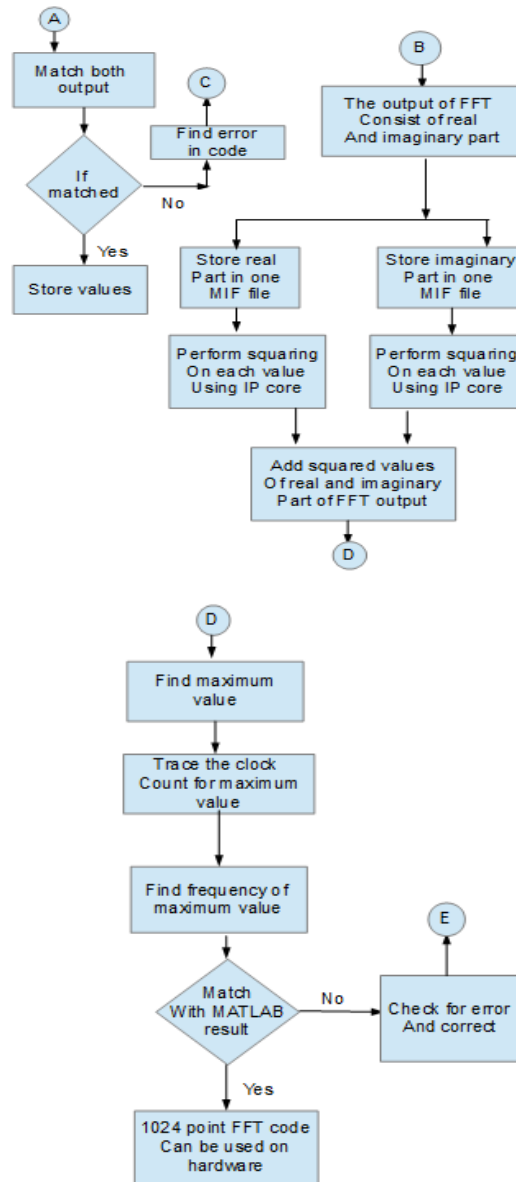 A
Match both
output
If
matched
No
Find error
in code
C
Yes
Store values
B
The output of FFT
Consist of real
And imaginary part
Store real
Part in one
MIF file
Store imaginary
Part in one
MIF file
Perform squaring
On each value
Using IP core
Perform squaring
On each value
Using IP core
Add squared values
Of real and imaginary
Part of FFT output
D
D
Find maximum
value
Trace the clock
Count for maximum
value
Find frequency of
maximum value
Match
With MATLAB
result
No
Check for error
And correct
E
Yes
1024 point FFT code
Can be used on
hardware